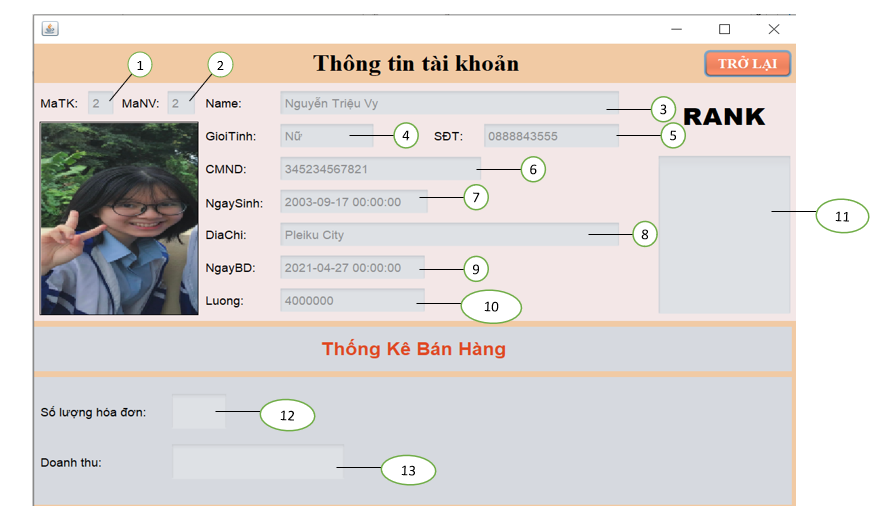 Thông tin tài khoản
TRỞ LẠI
1
2
MaTK: 2 MaNV: 2 Name: Nguyễn Triệu Vy
3
RANK
GioiTinh: Nữ
4
SĐT: 0888843555
5
CMND: 345234567821
6
NgaySinh: 2003-09-17 00:00:00
7
11
DiaChi: Pleiku City
8
NgayBD: 2021-04-27 00:00:00
9
Luong: 4000000
10
Thống Kê Bán Hàng
Số lượng hóa đơn:
12
Doanh thu:
13